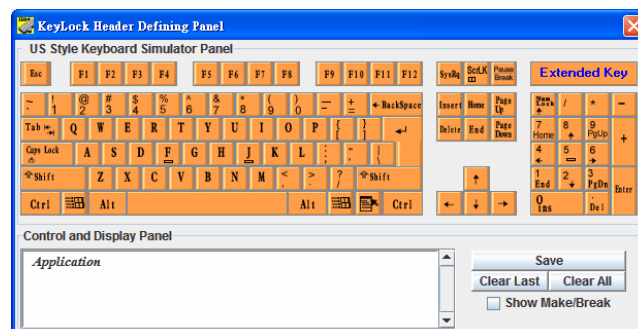 KeyLock Header Defining Panel
US Style Keyboard Simulator Panel
Esc F1 F2 F3 F4 F5 F6 F7 F8 F9 F10 F11 F12 SysRq ScrLK Pause Break Extended Key
~ ` ! 1 @ 2 # 3 $ 4 % 5 ^ 6 & 7 * 8 ( 9 ) 0 — - + = ← BackSpace Insert Home Page Up Num Lock / * -
Tab Q W E R T Y U I O P { [ } ] ↵ Delete End Page Down 7 Home 8 ↑ 9 PgUp +
Caps Lock A S D F G H J K L : ; " ' | \ 4 ← 5 6 →
⇧Shift Z X C V B N M < , > . ? / ⇧Shift ↑ 1 End 2 ↓ 3 PgDn Enter
Ctrl Alt Alt Ctrl ← ↓ → 0 Ins . Del
Control and Display Panel
Application
Save
Clear Last Clear All
Show Make/Break